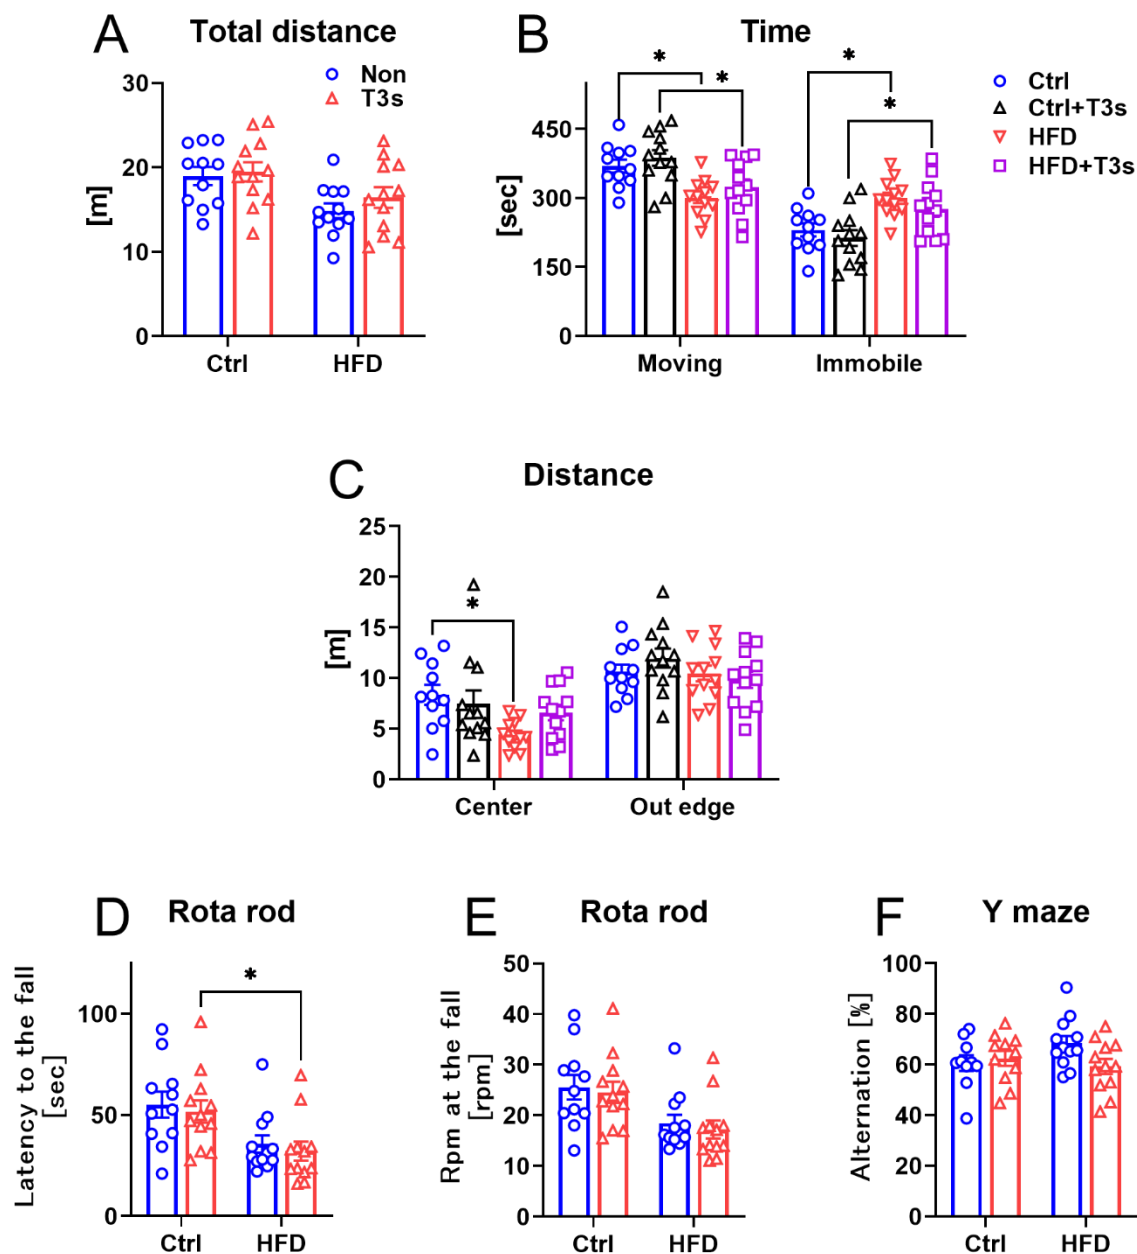 A Total distance
Non
T3s
[m]
30
20
10
0
Ctrl HFD
B Time
* * * *
Ctrl
Ctrl+T3s
HFD
HFD+T3s
[sec]
450
300
150
0
Moving Immobile
C Distance
*
[m]
25
20
15
10
5
0
Center Out edge
D Rota rod
*
Latency to the fall
[sec]
100
50
0
Ctrl HFD
E Rota rod
Rpm at the fall
[rpm]
50
40
30
20
10
0
Ctrl HFD
F Y maze
Alternation [%]
100
80
60
40
20
0
Ctrl HFD